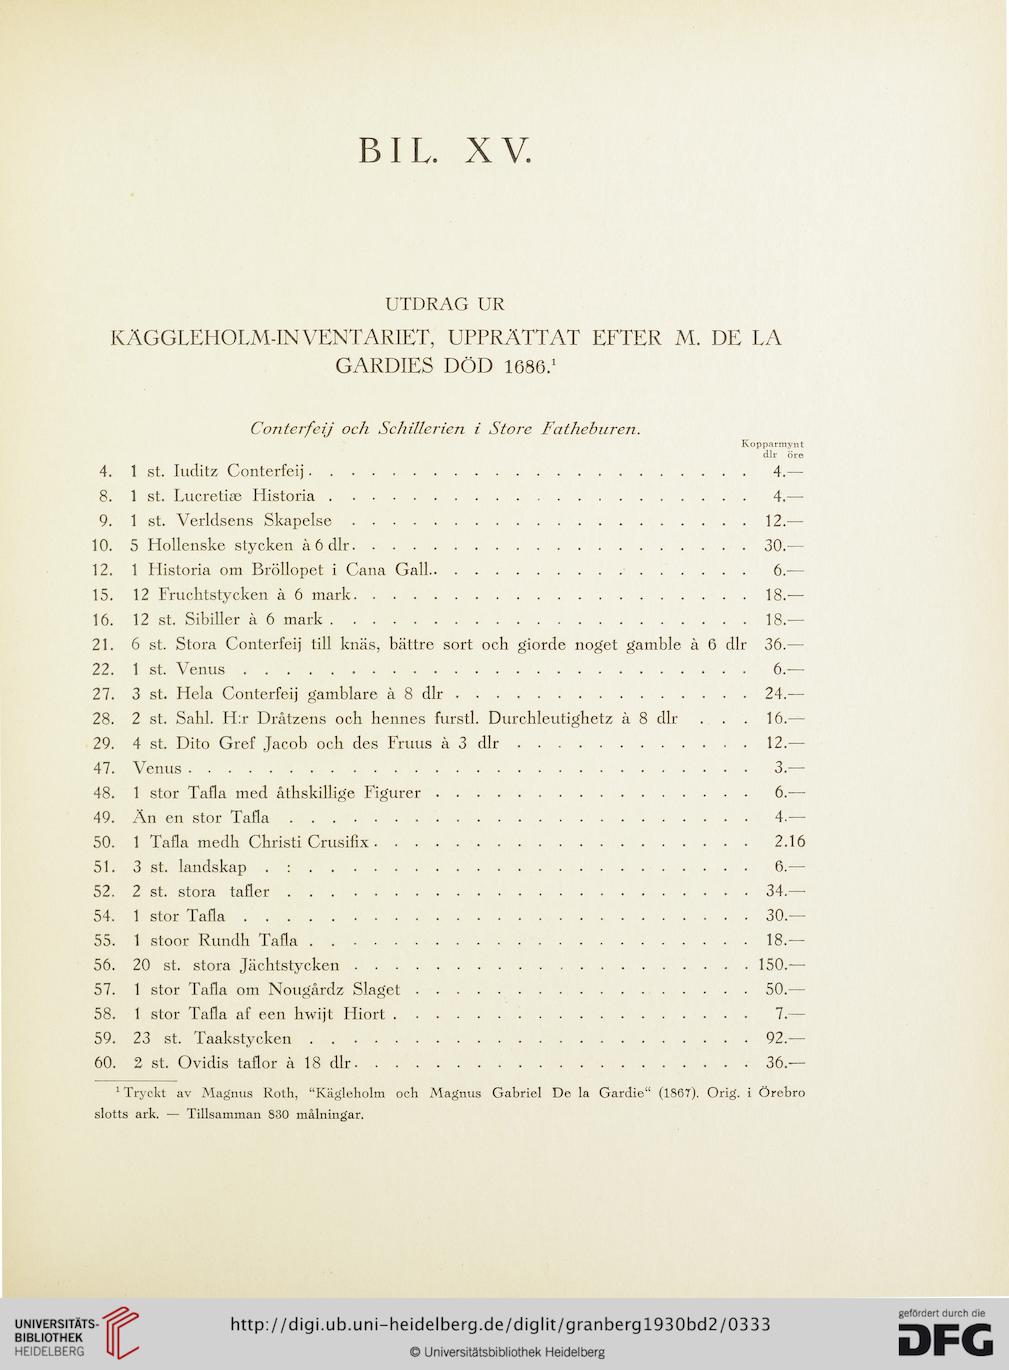 BIL. XV.
UTDRAG UR
KÄGGLEHOLM-INVENTARIET, UPPRÄTTAT EFTER M. DE LA
GARDIES DÖD 1686.¹
Conterfeij och Schillerien i Store Fatheburen.
Kopparmynt
dlr öre
4. 1 st. Iuditz Conterfeij . . . . . . . . . . . . . . . . . . . . . 4.—
8. 1 st. Lucretiæ Historia . . . . . . . . . . . . . . . . . . . . 4.—
9. 1 st. Verldsens Skapelse . . . . . . . . . . . . . . . . . . . 12.—
10. 5 Hollenske stycken à 6 dlr . . . . . . . . . . . . . . . . . . . 30.—
12. 1 Historia om Bröllopet i Cana Gall. . . . . . . . . . . . . . . . 6.—
15. 12 Fruchtstycken à 6 mark . . . . . . . . . . . . . . . . . . . 18.—
16. 12 st. Sibiller à 6 mark . . . . . . . . . . . . . . . . . . . . 18.—
21. 6 st. Stora Conterfeij till knäs, bättre sort och giorde noget gamble à 6 dlr 36.—
22. 1 st. Venus . . . . . . . . . . . . . . . . . . . . . . . . 6.—
27. 3 st. Hela Conterfeij gamblare à 8 dlr . . . . . . . . . . . . . . 24.—
28. 2 st. Sahl. H:r Dråtzens och hennes furstl. Durchleutighetz à 8 dlr . . . 16.—
29. 4 st. Dito Gref Jacob och des Fruus à 3 dlr . . . . . . . . . . . . 12.—
47. Venus . . . . . . . . . . . . . . . . . . . . . . . . . . . 3.—
48. 1 stor Tafla med åthskillige Figurer . . . . . . . . . . . . . . . 6.—
49. Än en stor Tafla . . . . . . . . . . . . . . . . . . . . . . 4.—
50. 1 Tafla medh Christi Crusifix . . . . . . . . . . . . . . . . . . 2.16
51. 3 st. landskap . : . . . . . . . . . . . . . . . . . . . . . 6.—
52. 2 st. stora tafler . . . . . . . . . . . . . . . . . . . . . . 34.—
54. 1 stor Tafla . . . . . . . . . . . . . . . . . . . . . . . . 30.—
55. 1 stoor Rundh Tafla . . . . . . . . . . . . . . . . . . . . . 18.—
56. 20 st. stora Jächtstycken . . . . . . . . . . . . . . . . . . . 150.—
57. 1 stor Tafla om Nougårdz Slaget . . . . . . . . . . . . . . . . 50.—
58. 1 stor Tafla af een hwijt Hiort . . . . . . . . . . . . . . . . . 7.—
59. 23 st. Taakstycken . . . . . . . . . . . . . . . . . . . . . 92.—
60. 2 st. Ovidis taflor à 18 dlr . . . . . . . . . . . . . . . . . . . 36.—
¹ Tryckt av Magnus Roth, “Kägleholm och Magnus Gabriel De la Gardie“ (1867). Orig. i Örebro
slotts ark. — Tillsamman 830 målningar.
UNIVERSITÄTS-
BIBLIOTHEK
HEIDELBERG
http://digi.ub.uni-heidelberg.de/diglit/granberg1930bd2/0333
© Universitätsbibliothek Heidelberg
gefördert durch die
DFG